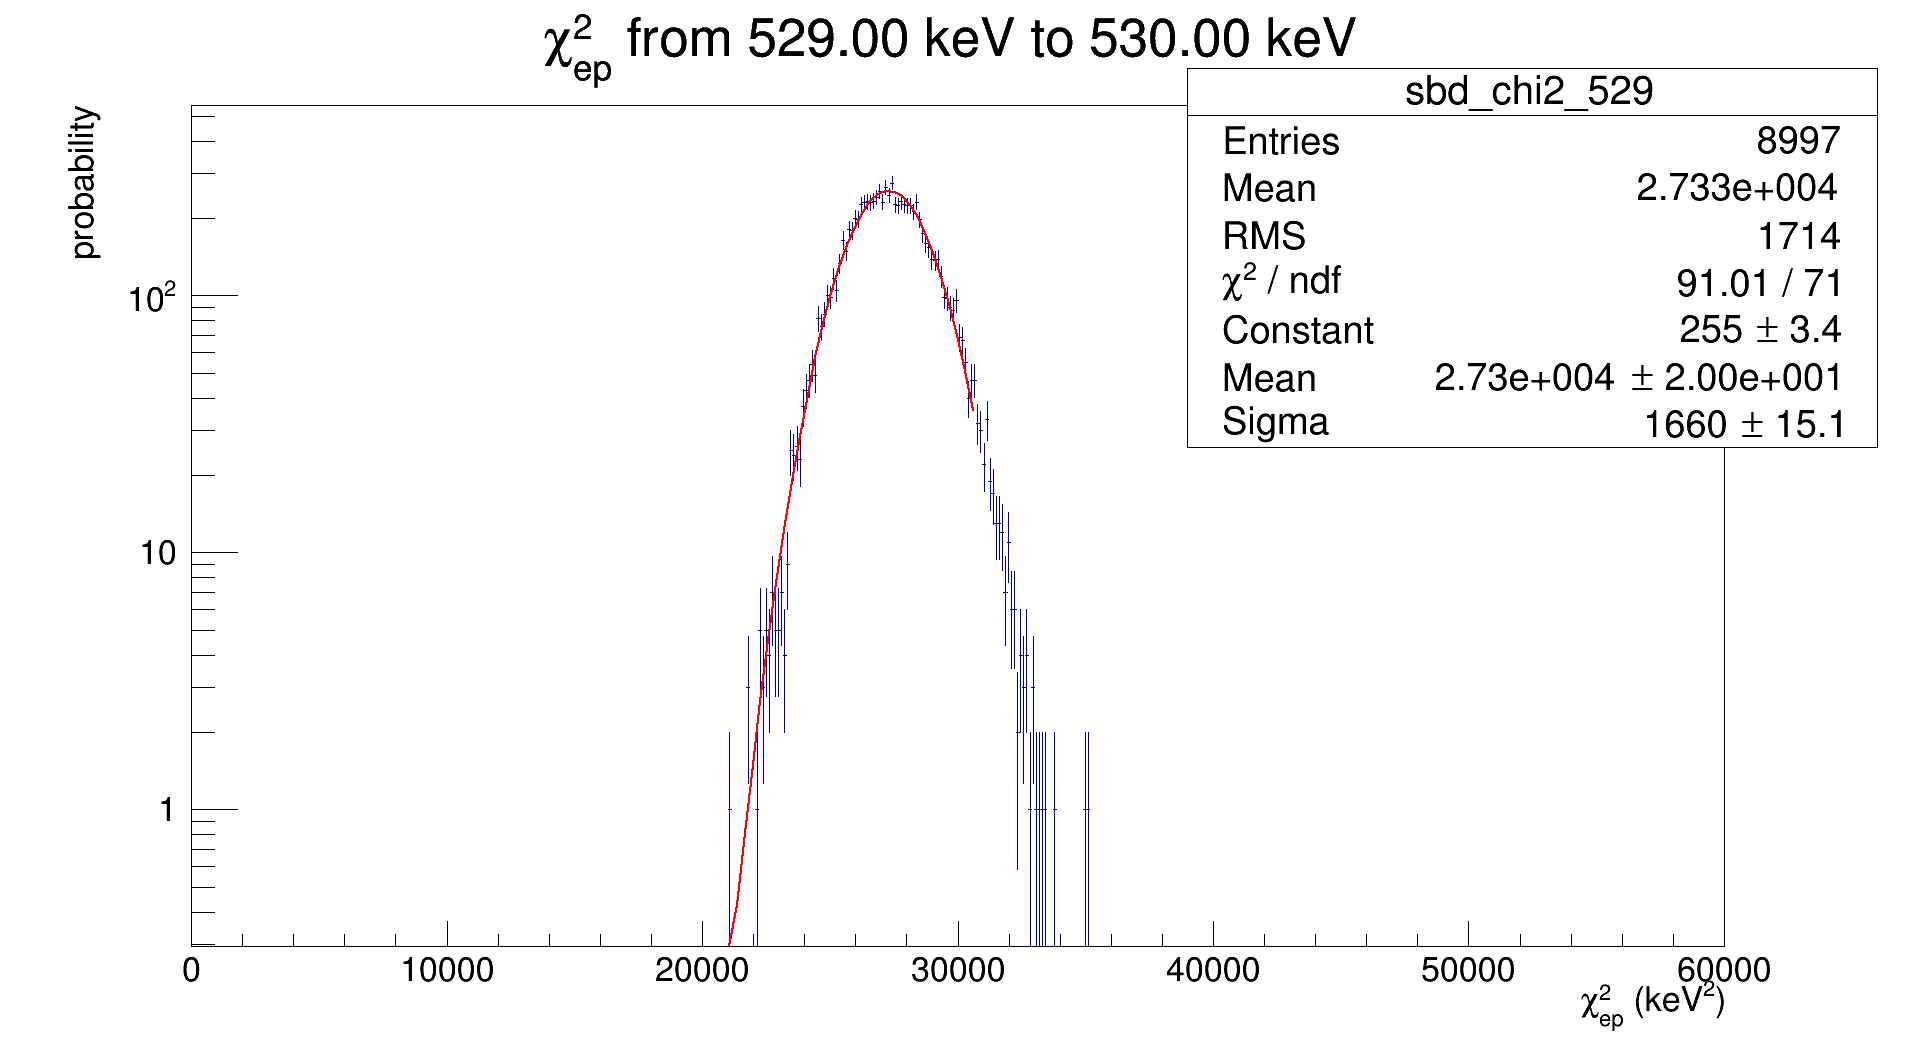 χ²ep from 529.00 keV to 530.00 keV
sbd_chi2_529
Entries 8997
Mean 2.733e+004
RMS 1714
χ² / ndf 91.01 / 71
Constant 255 ± 3.4
Mean 2.73e+004 ± 2.00e+001
Sigma 1660 ± 15.1
probability
10²
10
1
0 10000 20000 30000 40000 50000 60000
χ²ep (keV²)